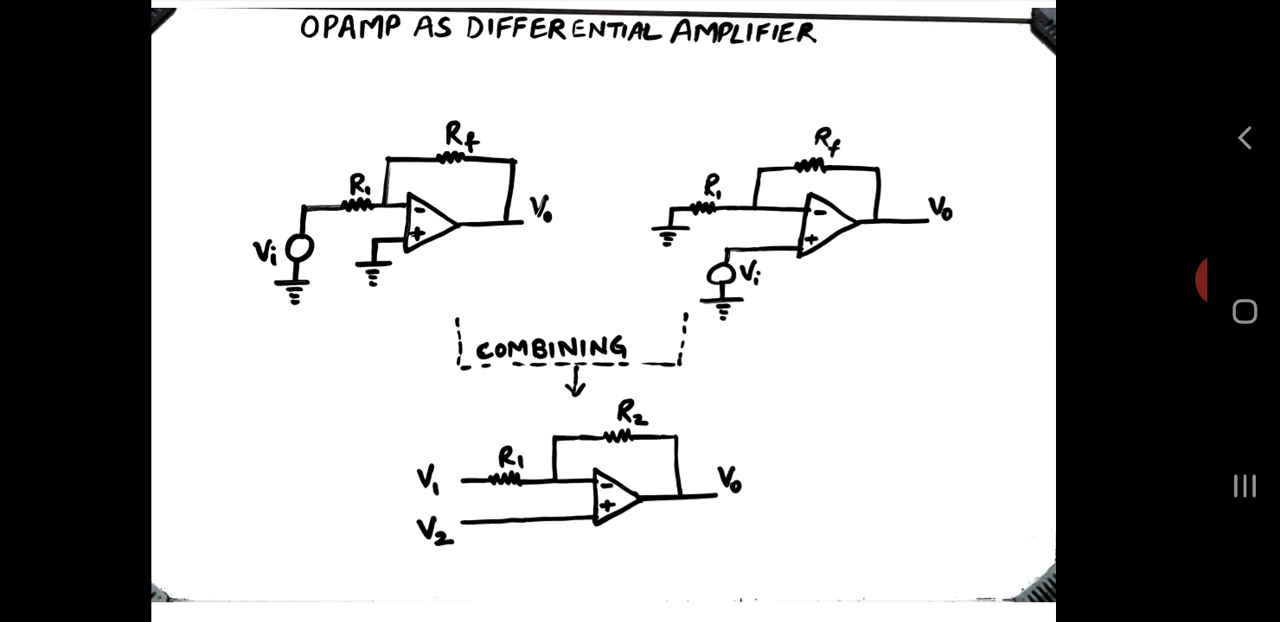 OPAMP AS DIFFERENTIAL AMPLIFIER
Rf
R1
Vi
-
+
Vo
Rf
R1
-
+
Vi
Vo
COMBINING
R2
R1
V1
V2
-
+
Vo